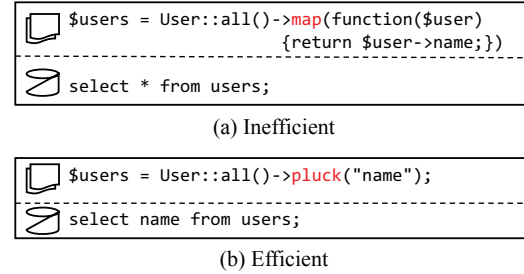 $users = User::all()->map(function($user)
{return $user->name;})
select * from users;
(a) Inefficient
$users = User::all()->pluck("name");
select name from users;
(b) Efficient